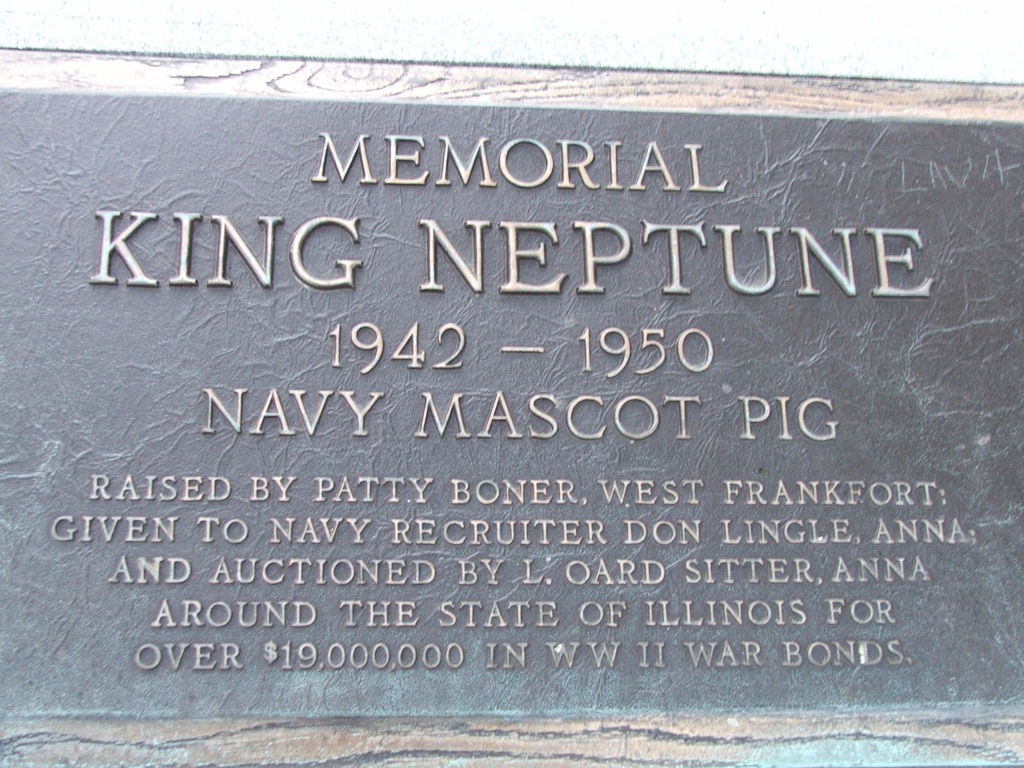 MEMORIAL
KING NEPTUNE
1942 — 1950
NAVY MASCOT PIG
RAISED BY PATTY BONER, WEST FRANKFORT;
GIVEN TO NAVY RECRUITER DON LINGLE, ANNA;
AND AUCTIONED BY L. OARD SITTER, ANNA
AROUND THE STATE OF ILLINOIS FOR
OVER $19,000,000 IN WW II WAR BONDS.